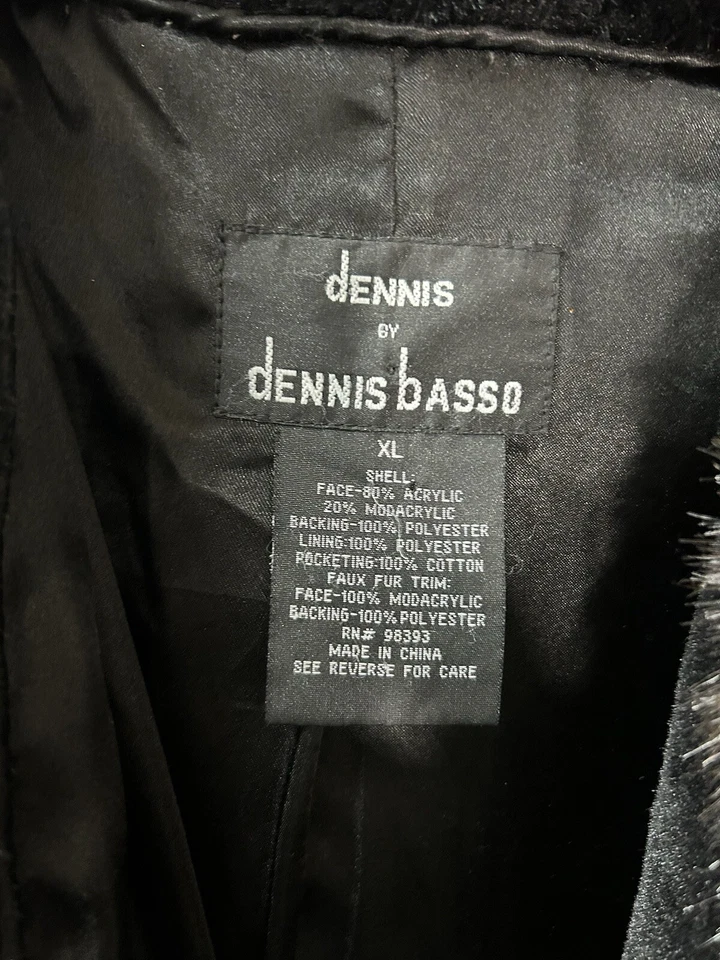 dENNIS
BY
dENNIS bASSO
XL
SHELL:
FACE-80% ACRYLIC
20% MODACRYLIC
BACKING-100% POLYESTER
LINING:100% POLYESTER
POCKETING:100% COTTON
FAUX FUR TRIM:
FACE-100% MODACRYLIC
BACKING-100% POLYESTER
RN# 98393
MADE IN CHINA
SEE REVERSE FOR CARE